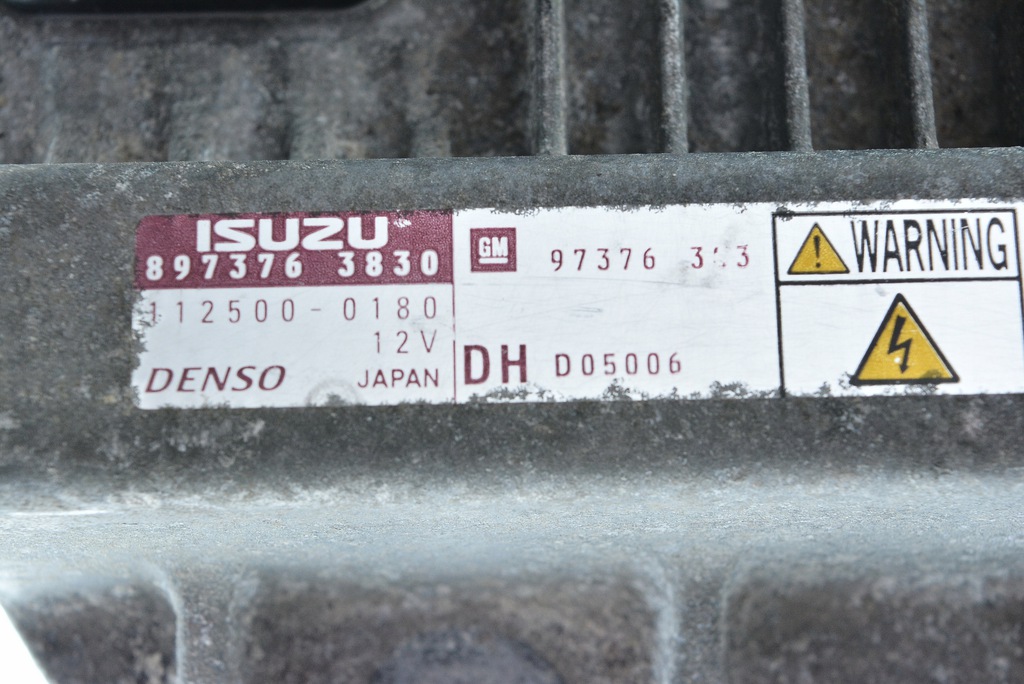 ISUZU
897376 3830
112500-0180
12V
DENSO JAPAN
GM 97376
DH D05006
WARNING